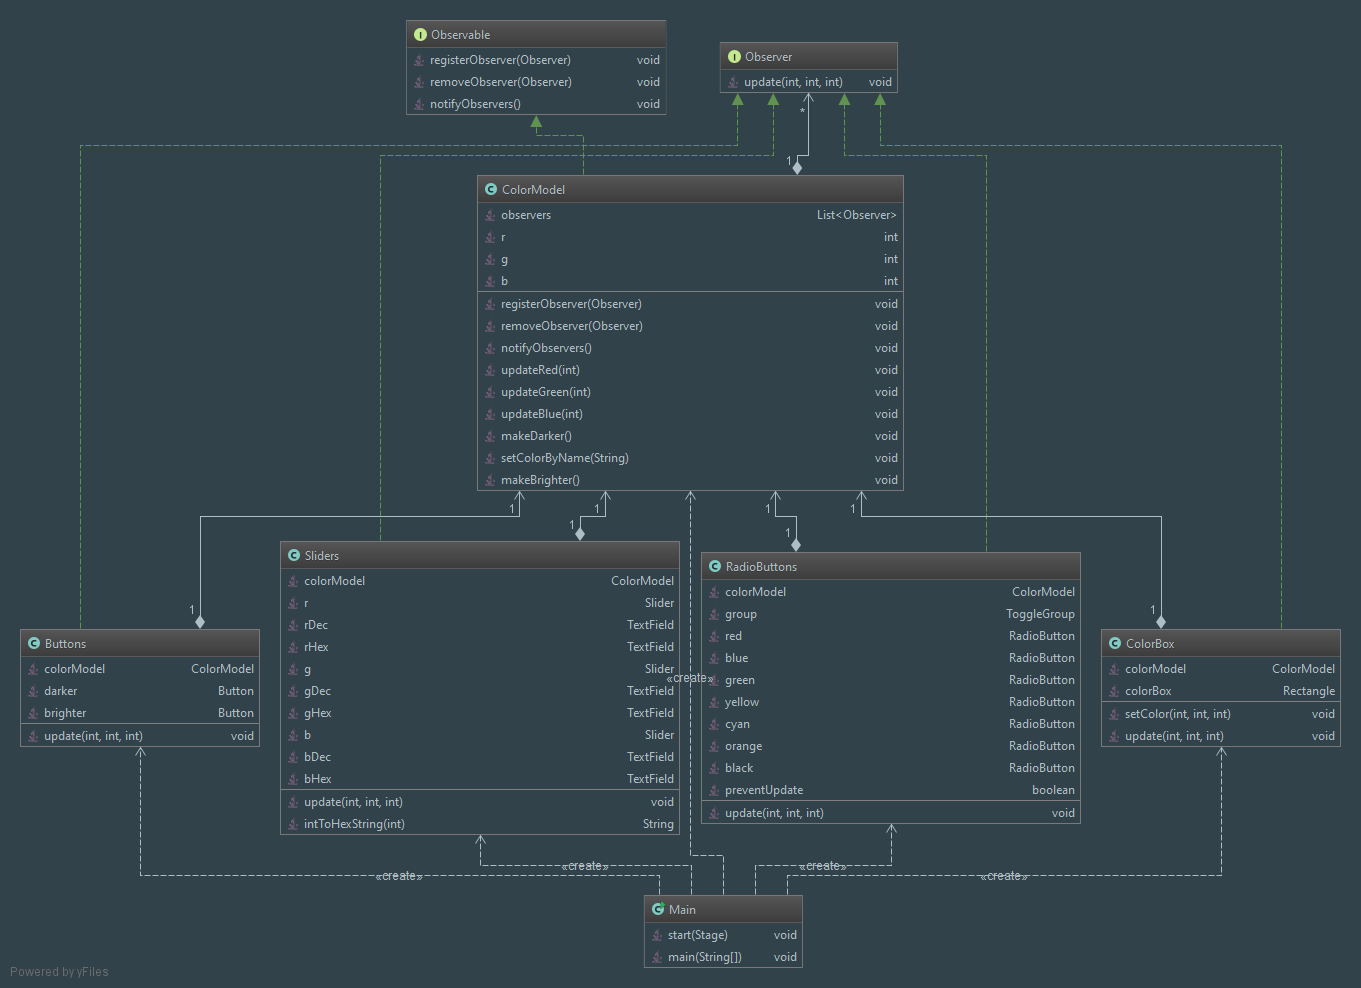 Observable
registerObserver(Observer) void
removeObserver(Observer) void
notifyObservers() void
Observer
update(int, int, int) void
*
1
ColorModel
observers List<Observer>
r int
g int
b int
registerObserver(Observer) void
removeObserver(Observer) void
notifyObservers() void
updateRed(int) void
updateGreen(int) void
updateBlue(int) void
makeDarker() void
setColorByName(String) void
makeBrighter() void
1 1 1 1
1 1
1 1
Sliders
colorModel ColorModel
r Slider
rDec TextField
rHex TextField
g Slider
gDec TextField
gHex TextField
b Slider
bDec TextField
bHex TextField
update(int, int, int) void
intToHexString(int) String
«create»
RadioButtons
colorModel ColorModel
group ToggleGroup
red RadioButton
blue RadioButton
green RadioButton
yellow RadioButton
cyan RadioButton
orange RadioButton
black RadioButton
preventUpdate boolean
update(int, int, int) void
Buttons
colorModel ColorModel
darker Button
brighter Button
update(int, int, int) void
ColorBox
colorModel ColorModel
colorBox Rectangle
setColor(int, int, int) void
update(int, int, int) void
«create» «create»
«create» «create»
Main
start(Stage) void
main(String[]) void
Powered by yFiles